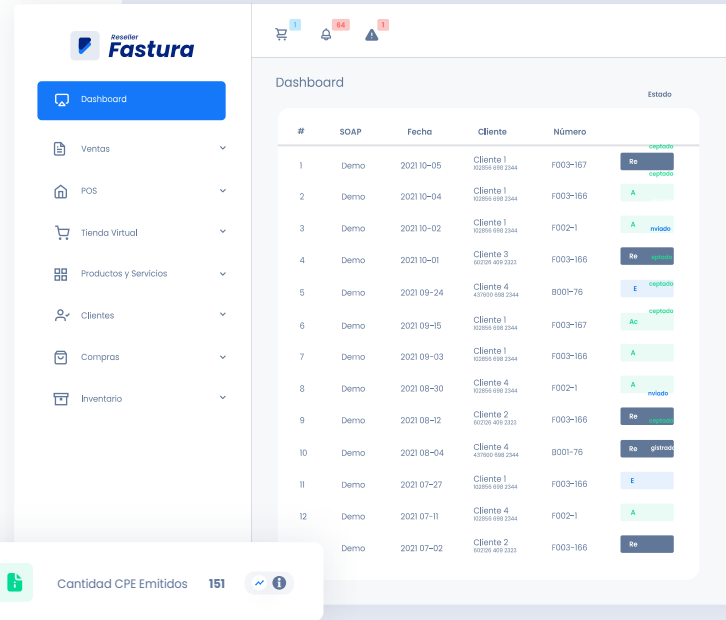 Reseller
Fastura
1
64
1
Dashboard
Dashboard
Estado
Ventas
POS
Tienda Virtual
Productos y Servicios
Clientes
Compras
Inventario
# SOAP Fecha Cliente Número
ceptado
1 Demo 2021 10-05 Cliente 1 F003-167 Re
102856 698 2344
ceptado
2 Demo 2021 10-04 Cliente 1 F003-166 A
102856 698 2344
3 Demo 2021 10-02 Cliente 1 F002-1 A
102856 698 2344
nviado
4 Demo 2021 10-01 Cliente 3 F003-166 Re eptado
602126 409 2323
5 Demo 2021 09-24 Cliente 4 B001-76 E ceptado
437600 698 2344
ceptado
6 Demo 2021 09-15 Cliente 1 F003-167 Ac
102856 698 2344
7 Demo 2021 09-03 Cliente 1 F003-166 A
102856 698 2344
8 Demo 2021 08-30 Cliente 4 F002-1 A
102856 698 2344
nviado
9 Demo 2021 08-12 Cliente 2 F003-166 Re ceptado
602126 409 2323
10 Demo 2021 08-04 Cliente 4 B001-76 Re gistrado
437600 698 2344
11 Demo 2021 07-27 Cliente 1 F003-166 E
102856 698 2344
12 Demo 2021 07-11 Cliente 4 F002-1 A
102856 698 2344
Demo 2021 07-02 Cliente 2 F003-166 Re
602126 409 2323
Cantidad CPE Emitidos 151